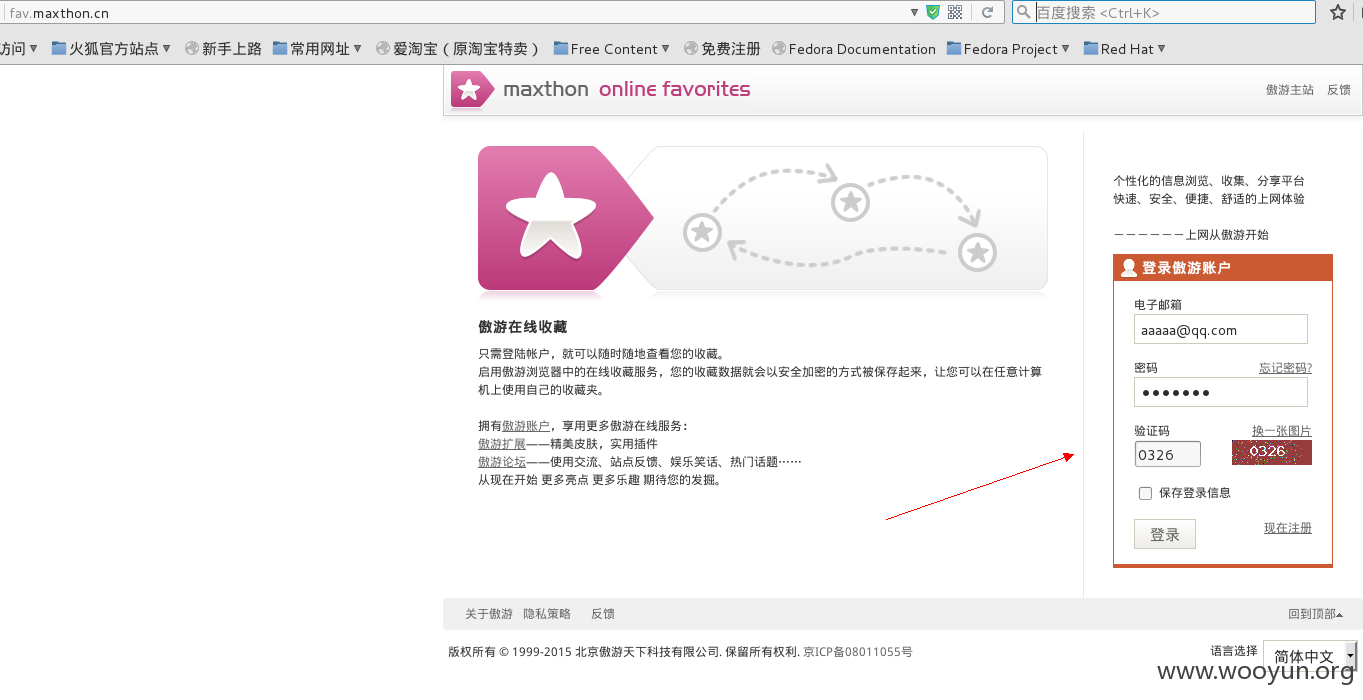 fav.maxthon.cn
百度搜索 <Ctrl+K>
访问 火狐官方站点 新手上路 常用网址 爱淘宝（原淘宝特卖） Free Content 免费注册 Fedora Documentation Fedora Project Red Hat
maxthon online favorites
傲游主站 反馈
个性化的信息浏览、收集、分享平台
快速、安全、便捷、舒适的上网体验
－－－－－－上网从傲游开始
登录傲游账户
电子邮箱
aaaaa@qq.com
密码 忘记密码?
验证码 换一张图片
0326 0326
保存登录信息
登录 现在注册
傲游在线收藏
只需登陆帐户，就可以随时随地查看您的收藏。
启用傲游浏览器中的在线收藏服务，您的收藏数据就会以安全加密的方式被保存起来，让您可以在任意计算
机上使用自己的收藏夹。
拥有傲游账户，享用更多傲游在线服务：
傲游扩展——精美皮肤，实用插件
傲游论坛——使用交流、站点反馈、娱乐笑话、热门话题……
从现在开始 更多亮点 更多乐趣 期待您的发掘。
关于傲游 隐私策略 反馈 回到顶部
版权所有 © 1999-2015 北京傲游天下科技有限公司. 保留所有权利. 京ICP备08011055号
语言选择 简体中文
www.wooyun.org